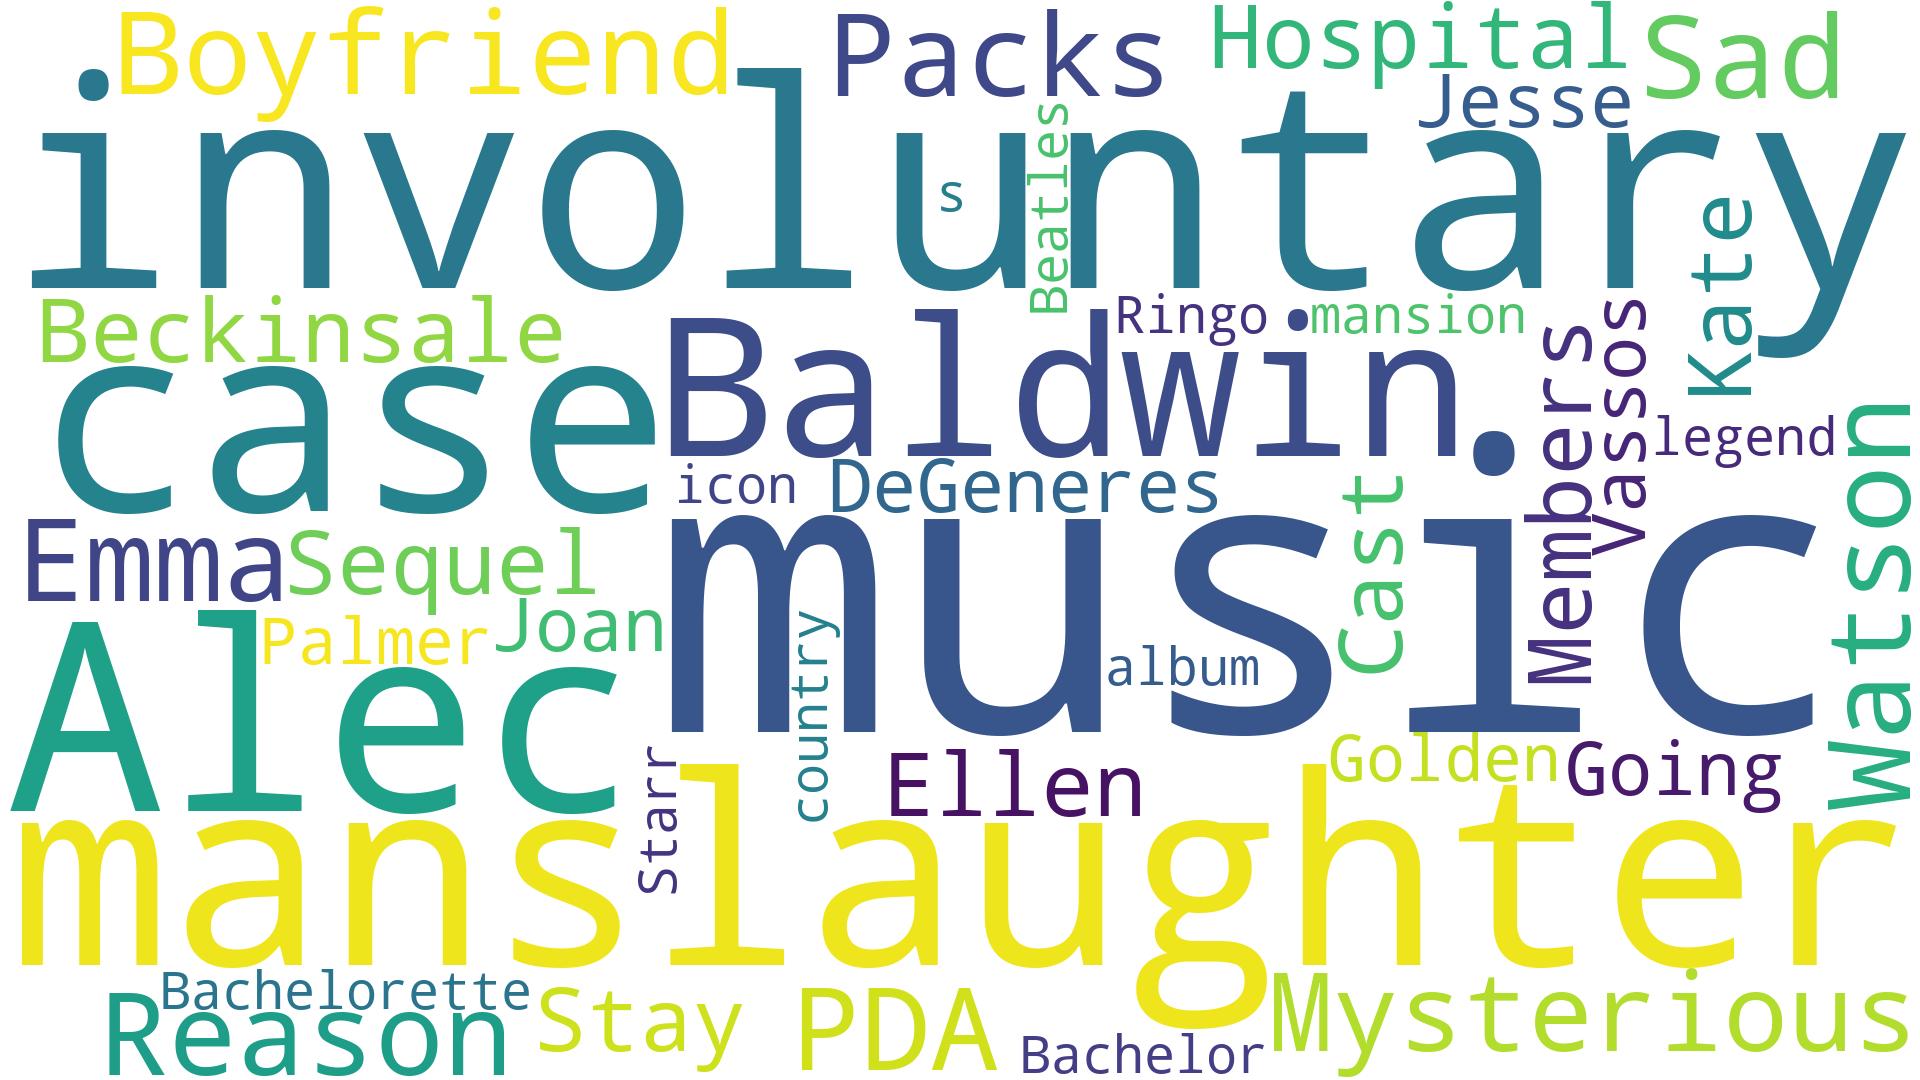 Boyfriend
Packs
Hospital
Sad
Jesse
involuntary
s
Beatles
Kate
Beckinsale
Ringo
mansion
case
Baldwin
Members
Vassos
legend
Watson
icon
DeGeneres
Cast
music
Emma
Sequel
Joan
Palmer
Alec
country
album
Golden
Going
Ellen
Starr
manslaughter
Bachelorette
Reason
Stay
PDA
Bachelor
Mysterious